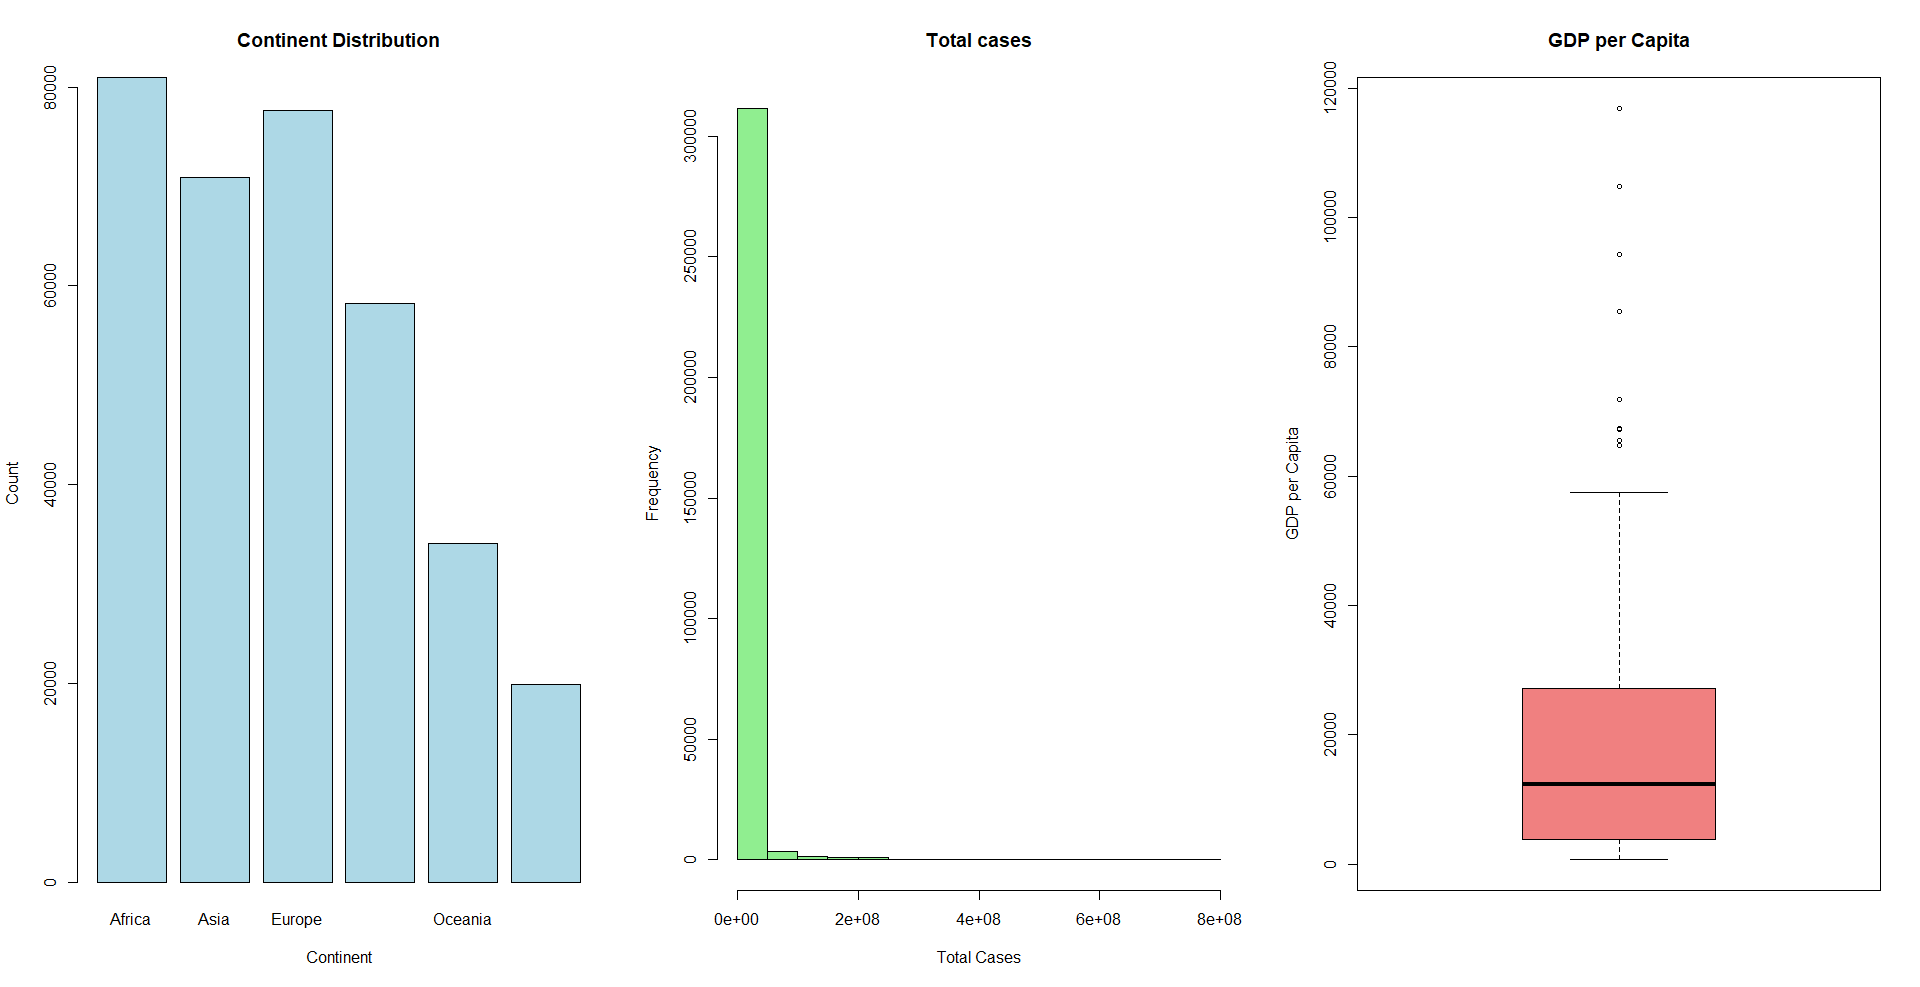 Continent Distribution
Count
0
20000
40000
60000
80000
Africa
Asia
Europe
Oceania
Continent
Total cases
Frequency
0
50000
100000
150000
200000
250000
300000
0e+00
2e+08
4e+08
6e+08
8e+08
Total Cases
GDP per Capita
GDP per Capita
0
20000
40000
60000
80000
100000
120000